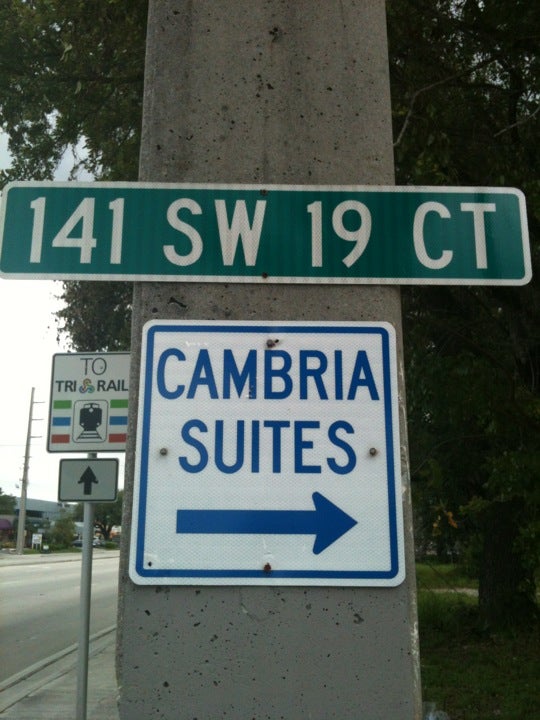 141 SW 19 CT
CAMBRIA
SUITES
TO
TRI RAIL